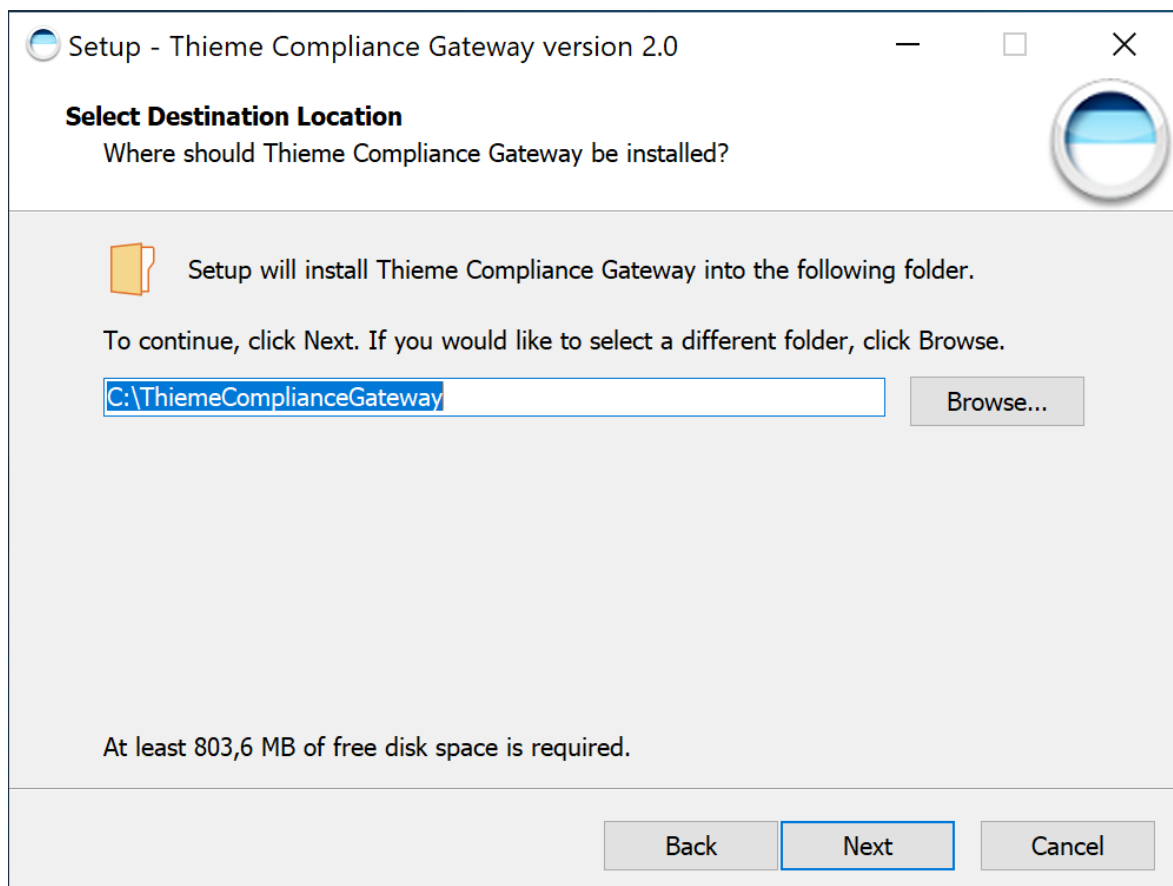 Setup - Thieme Compliance Gateway version 2.0
Select Destination Location
Where should Thieme Compliance Gateway be installed?
Setup will install Thieme Compliance Gateway into the following folder.
To continue, click Next. If you would like to select a different folder, click Browse.
C:\ThiemeComplianceGateway
Browse...
At least 803,6 MB of free disk space is required.
Back
Next
Cancel